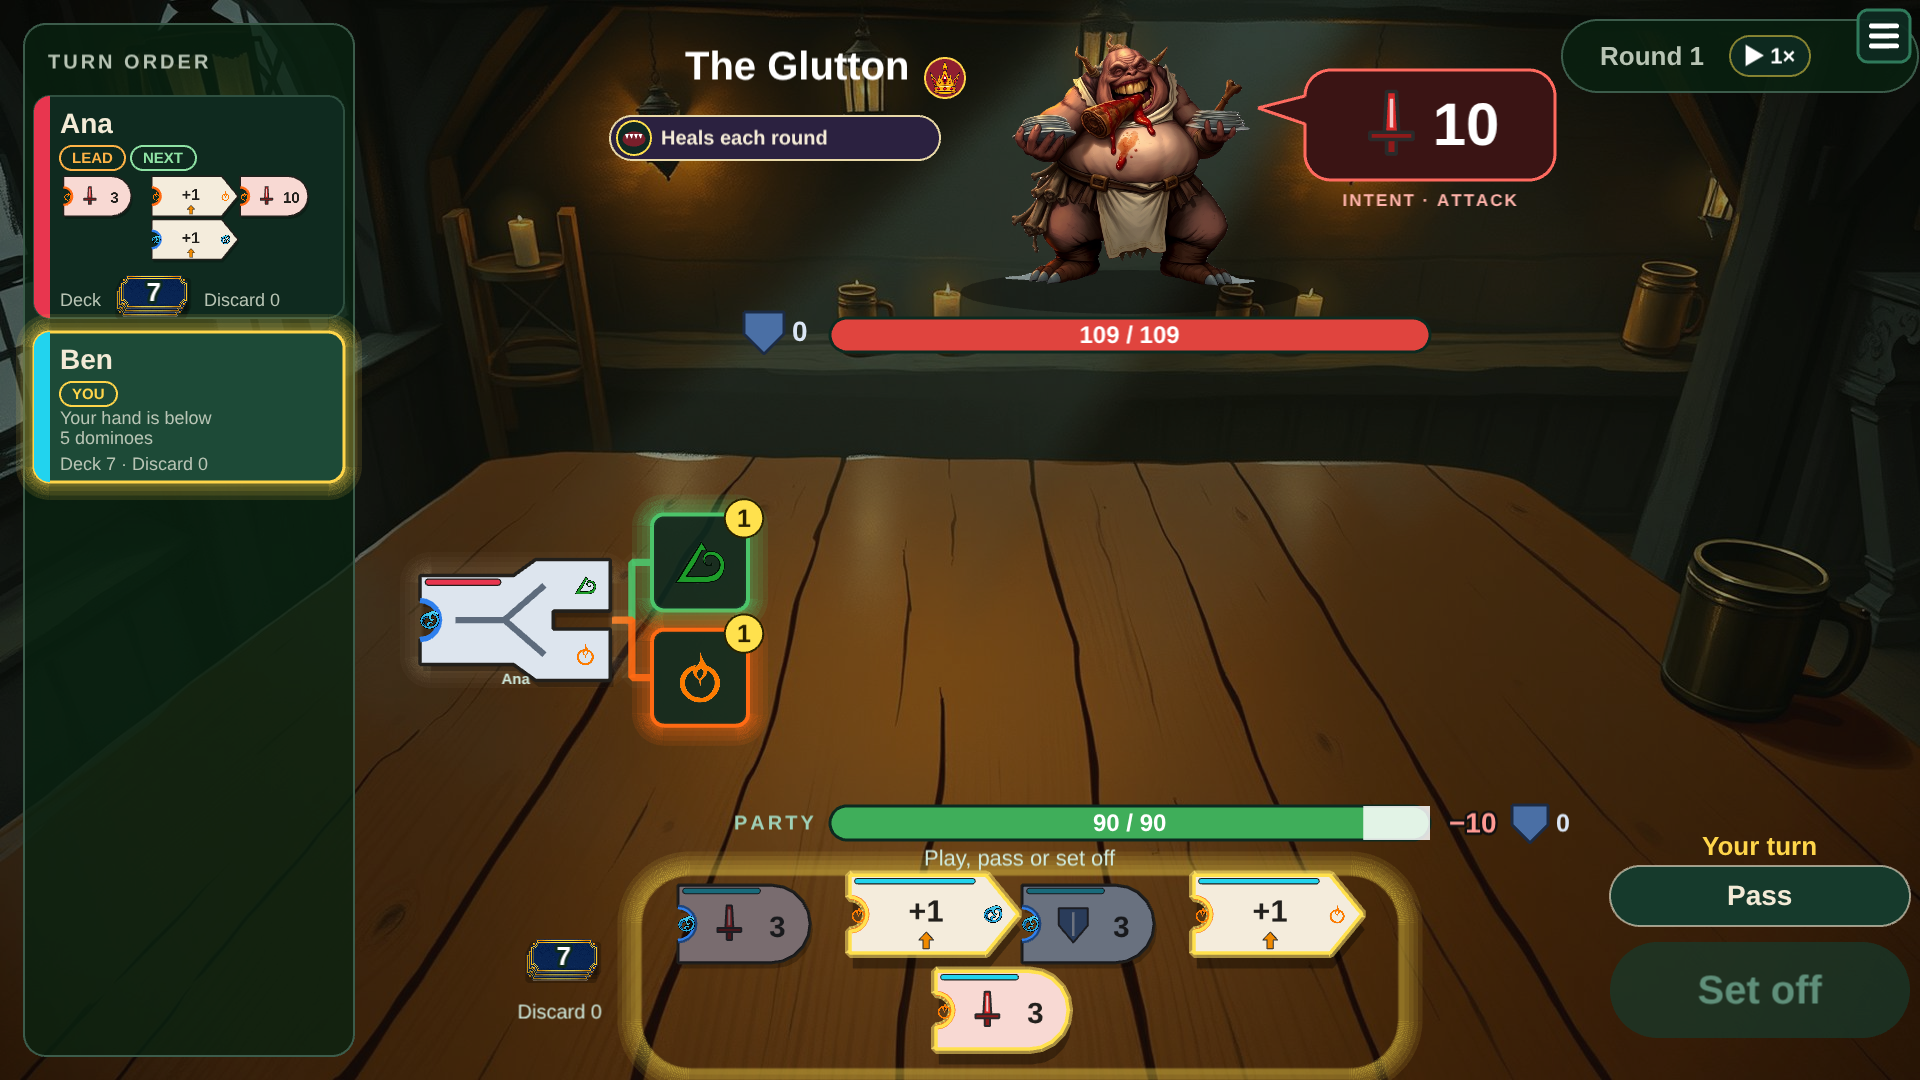 TURN ORDER
Ana
LEAD NEXT
3 +1 10
+1
Deck 7 Discard 0
Ben
YOU
Your hand is below
5 dominoes
Deck 7 · Discard 0
The Glutton
Heals each round
10
INTENT · ATTACK
Round 1
1×
0
109 / 109
1
1
Ana
PARTY
90 / 90
−10
0
Play, pass or set off
3
+1
3
+1
3
7
Discard 0
Your turn
Pass
Set off